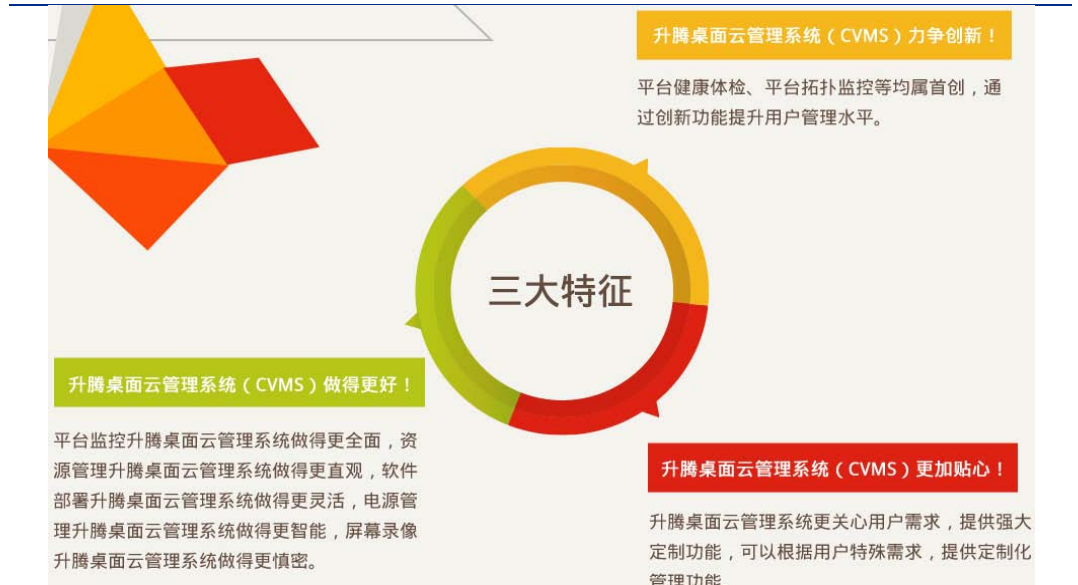 升腾桌面云管理系统（CVMS）力争创新！
平台健康体检、平台拓扑监控等均属首创，通
过创新功能提升用户管理水平。
三大特征
升腾桌面云管理系统（CVMS）做得更好！
平台监控升腾桌面云管理系统做得更全面，资
源管理升腾桌面云管理系统做得更直观，软件
部署升腾桌面云管理系统做得更灵活，电源管
理升腾桌面云管理系统做得更智能，屏幕录像
升腾桌面云管理系统做得更慎密。
升腾桌面云管理系统（CVMS）更加贴心！
升腾桌面云管理系统更关心用户需求，提供强大
定制功能，可以根据用户特殊需求，提供定制化
管理功能